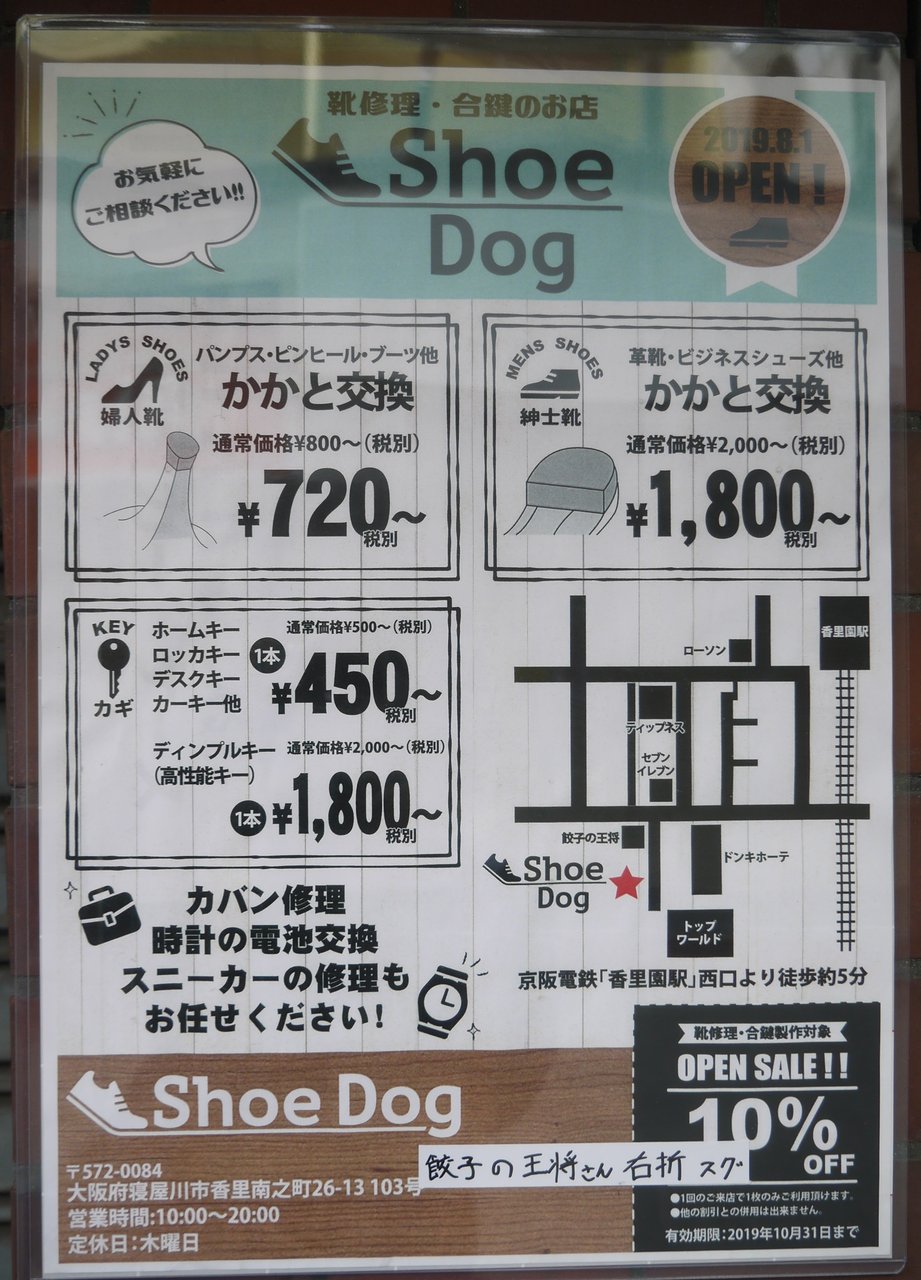 靴修理・合鍵のお店
Shoe
Dog
お気軽に
ご相談ください!!
2019.8.1
OPEN!
LADYS SHOES
婦人靴
パンプス・ピンヒール・ブーツ他
かかと交換
通常価格¥800〜(税別)
¥720〜
税別
MENS SHOES
紳士靴
革靴・ビジネスシューズ他
かかと交換
通常価格¥2,000〜(税別)
¥1,800〜
税別
KEY
カギ
ホームキー
ロッカキー
デスクキー
カーキー他
通常価格¥500〜(税別)
1本
¥450〜
税別
ディンプルキー
(高性能キー)
通常価格¥2,000〜(税別)
1本
¥1,800〜
税別
香里園駅
ローソン
ティップネス
セブン
イレブン
餃子の王将
ドンキホーテ
Shoe
Dog
トップ
ワールド
京阪電鉄「香里園駅」西口より徒歩約5分
カバン修理
時計の電池交換
スニーカーの修理も
お任せください!
Shoe Dog
〒572-0084
大阪府寝屋川市香里南之町26-13 103号
営業時間:10:00〜20:00
定休日:木曜日
餃子の王将さん 右折 スグ
靴修理・合鍵製作対象
OPEN SALE!!
10%
OFF
●1回のご来店で1枚のみご利用頂けます。
●他の割引との併用は出来ません。
有効期限:2019年10月31日まで